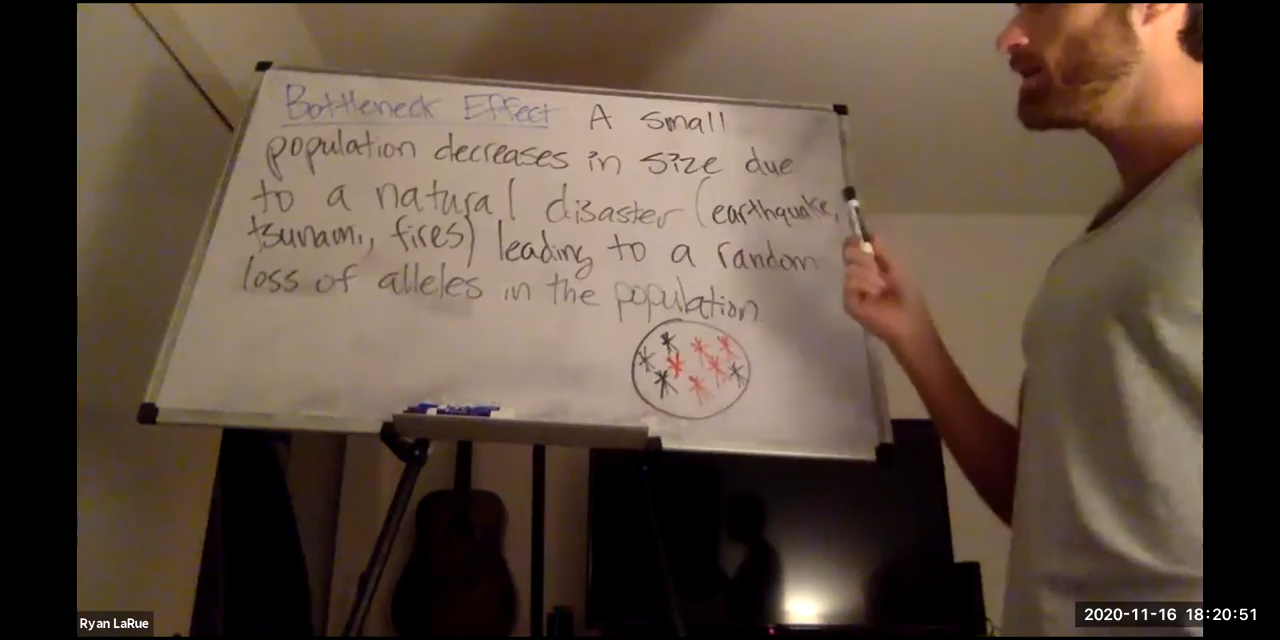 Bottleneck Effect A small
population decreases in size due
to a natural disaster (earthquake,
tsunami, fires) leading to a random
loss of alleles in the population
Ryan LaRue
2020-11-16 18:20:51